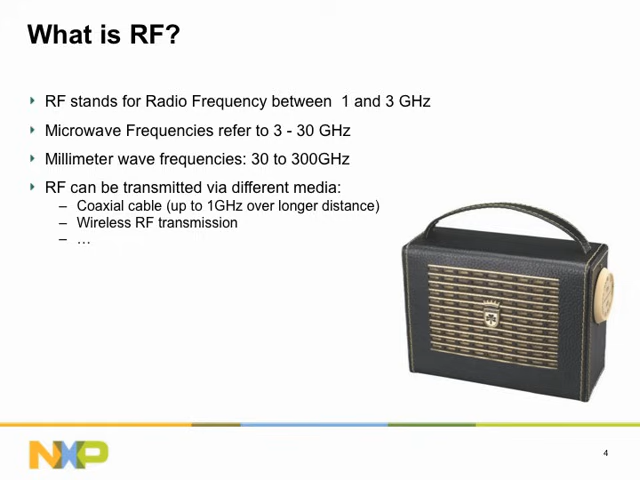 What is RF?
RF stands for Radio Frequency between  1 and 3 GHz
Microwave Frequencies refer to 3 - 30 GHz
Millimeter wave frequencies: 30 to 300GHz
RF can be transmitted via different media:
– Coaxial cable (up to 1GHz over longer distance)
– Wireless RF transmission
– …
NXP
4